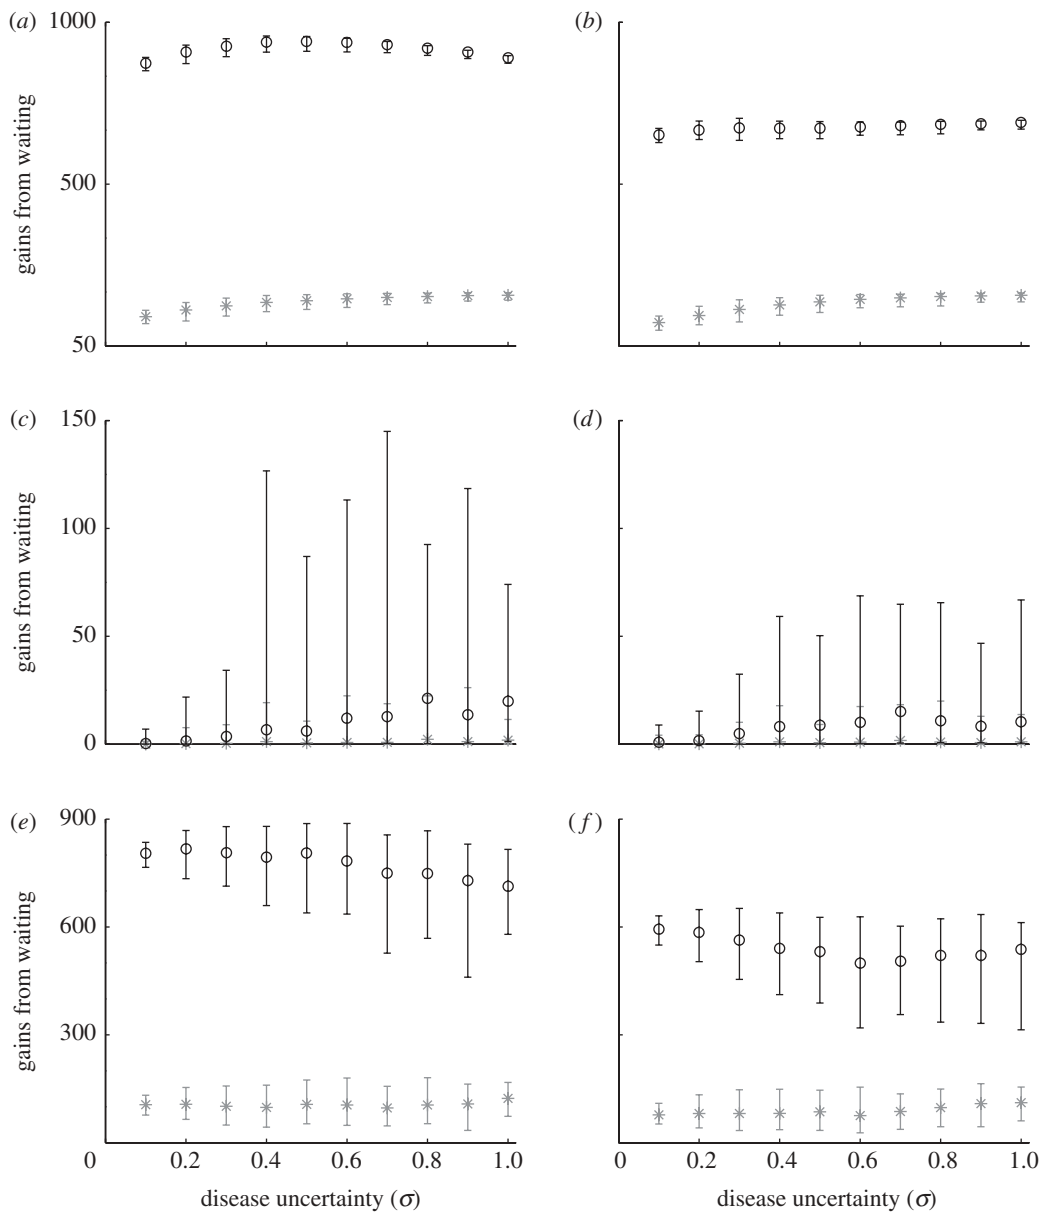 (a) (b)
1000
500
50
gains from waiting
(c) (d)
150
100
50
0
gains from waiting
(e) (f)
900
600
300
gains from waiting
0 0.2 0.4 0.6 0.8 1.0 0 0.2 0.4 0.6 0.8 1.0
disease uncertainty (σ) disease uncertainty (σ)